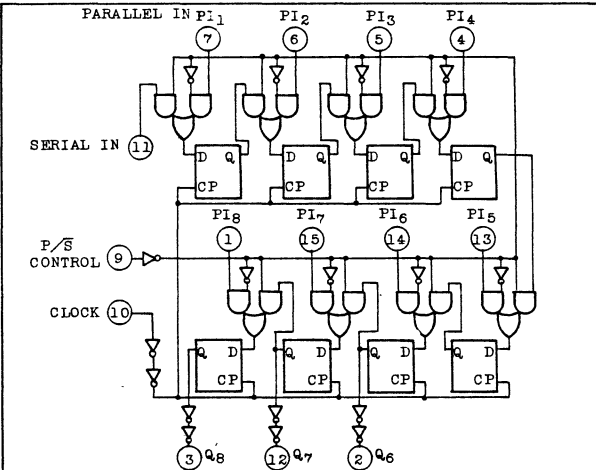 PARALLEL IN PI1 PI2 PI3 PI4
7 6 5 4
SERIAL IN 11
D Q D Q D Q D Q
CP CP CP CP
PI8 PI7 PI6 PI5
1 15 14 13
P/S̅ CONTROL 9
CLOCK 10
Q D Q D Q D Q D
CP CP CP CP
3 Q8 12 Q7 2 Q6